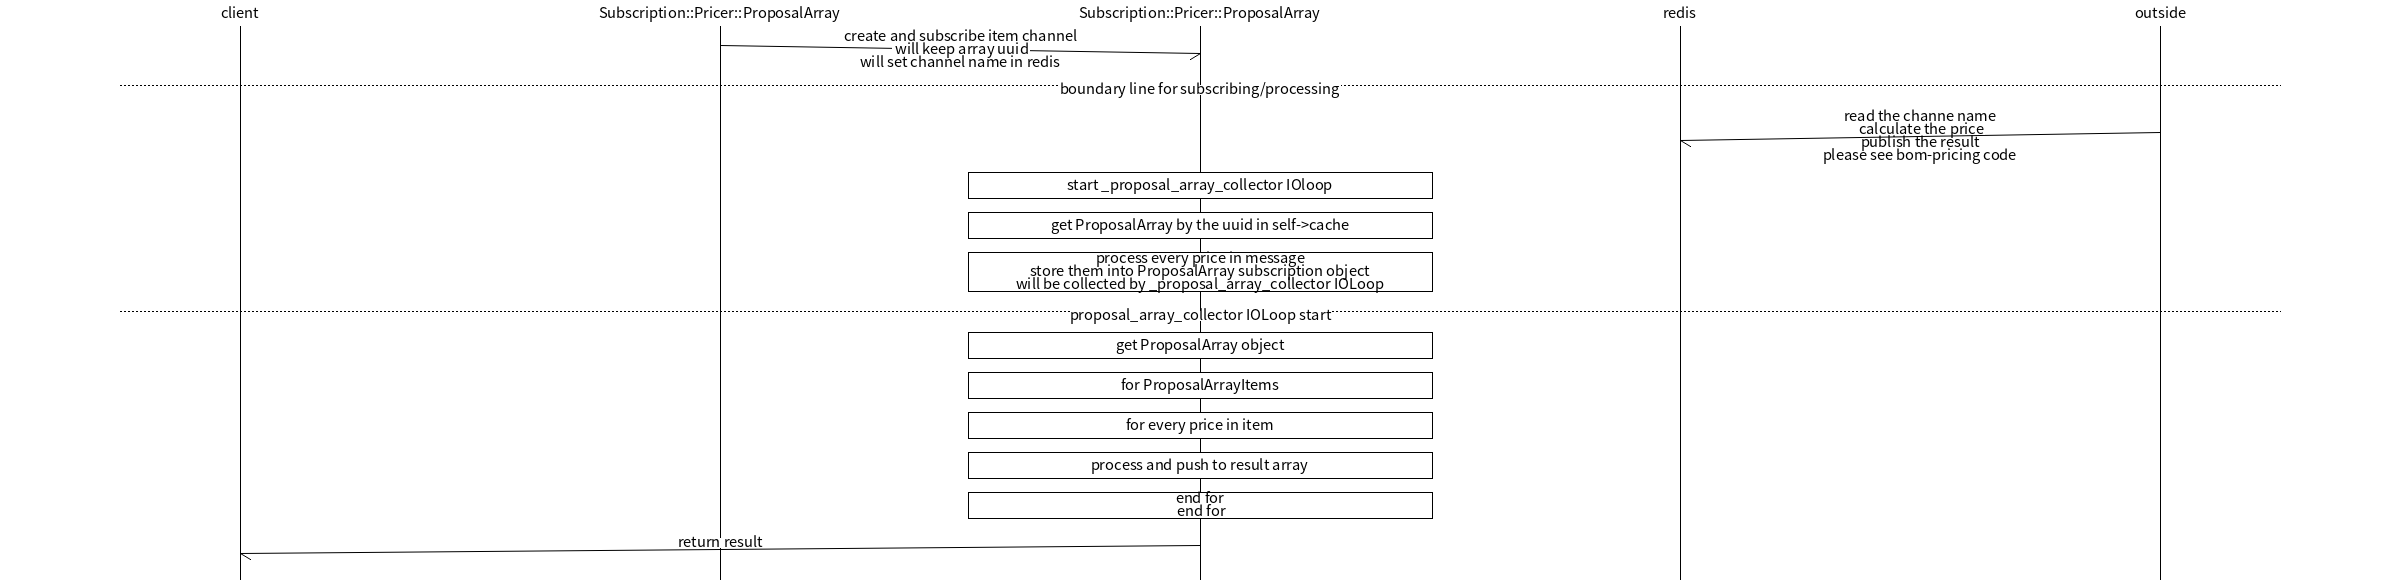 client
Subscription::Pricer::ProposalArray
Subscription::Pricer::ProposalArray
redis
outside
create and subscribe item channel
will keep array uuid
will set channel name in redis
boundary line for subscribing/processing
read the channe name
calculate the price
publish the result
please see bom-pricing code
start _proposal_array_collector IOloop
get ProposalArray by the uuid in self->cache
process every price in message
store them into ProposalArray subscription object
will be collected by _proposal_array_collector IOLoop
proposal_array_collector IOLoop start
get ProposalArray object
for ProposalArrayItems
for every price in item
process and push to result array
end for
end for
return result